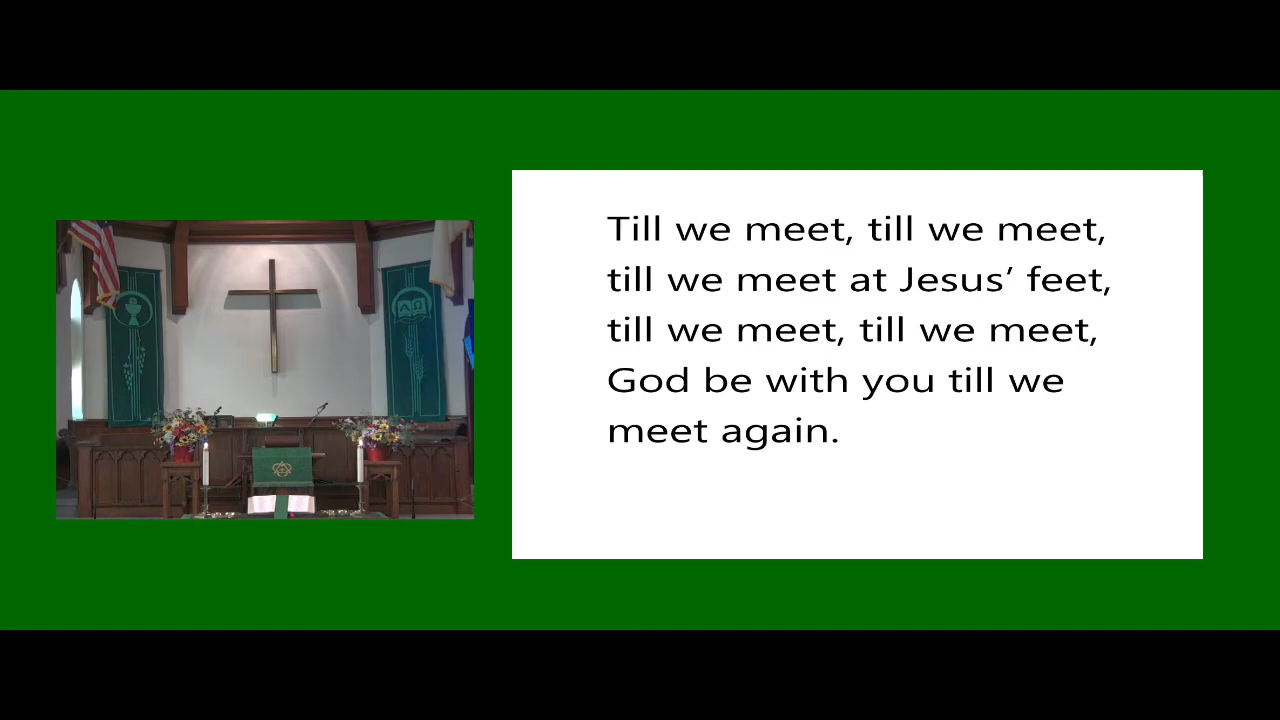 Till we meet, till we meet,
till we meet at Jesus’ feet,
till we meet, till we meet,
God be with you till we
meet again.